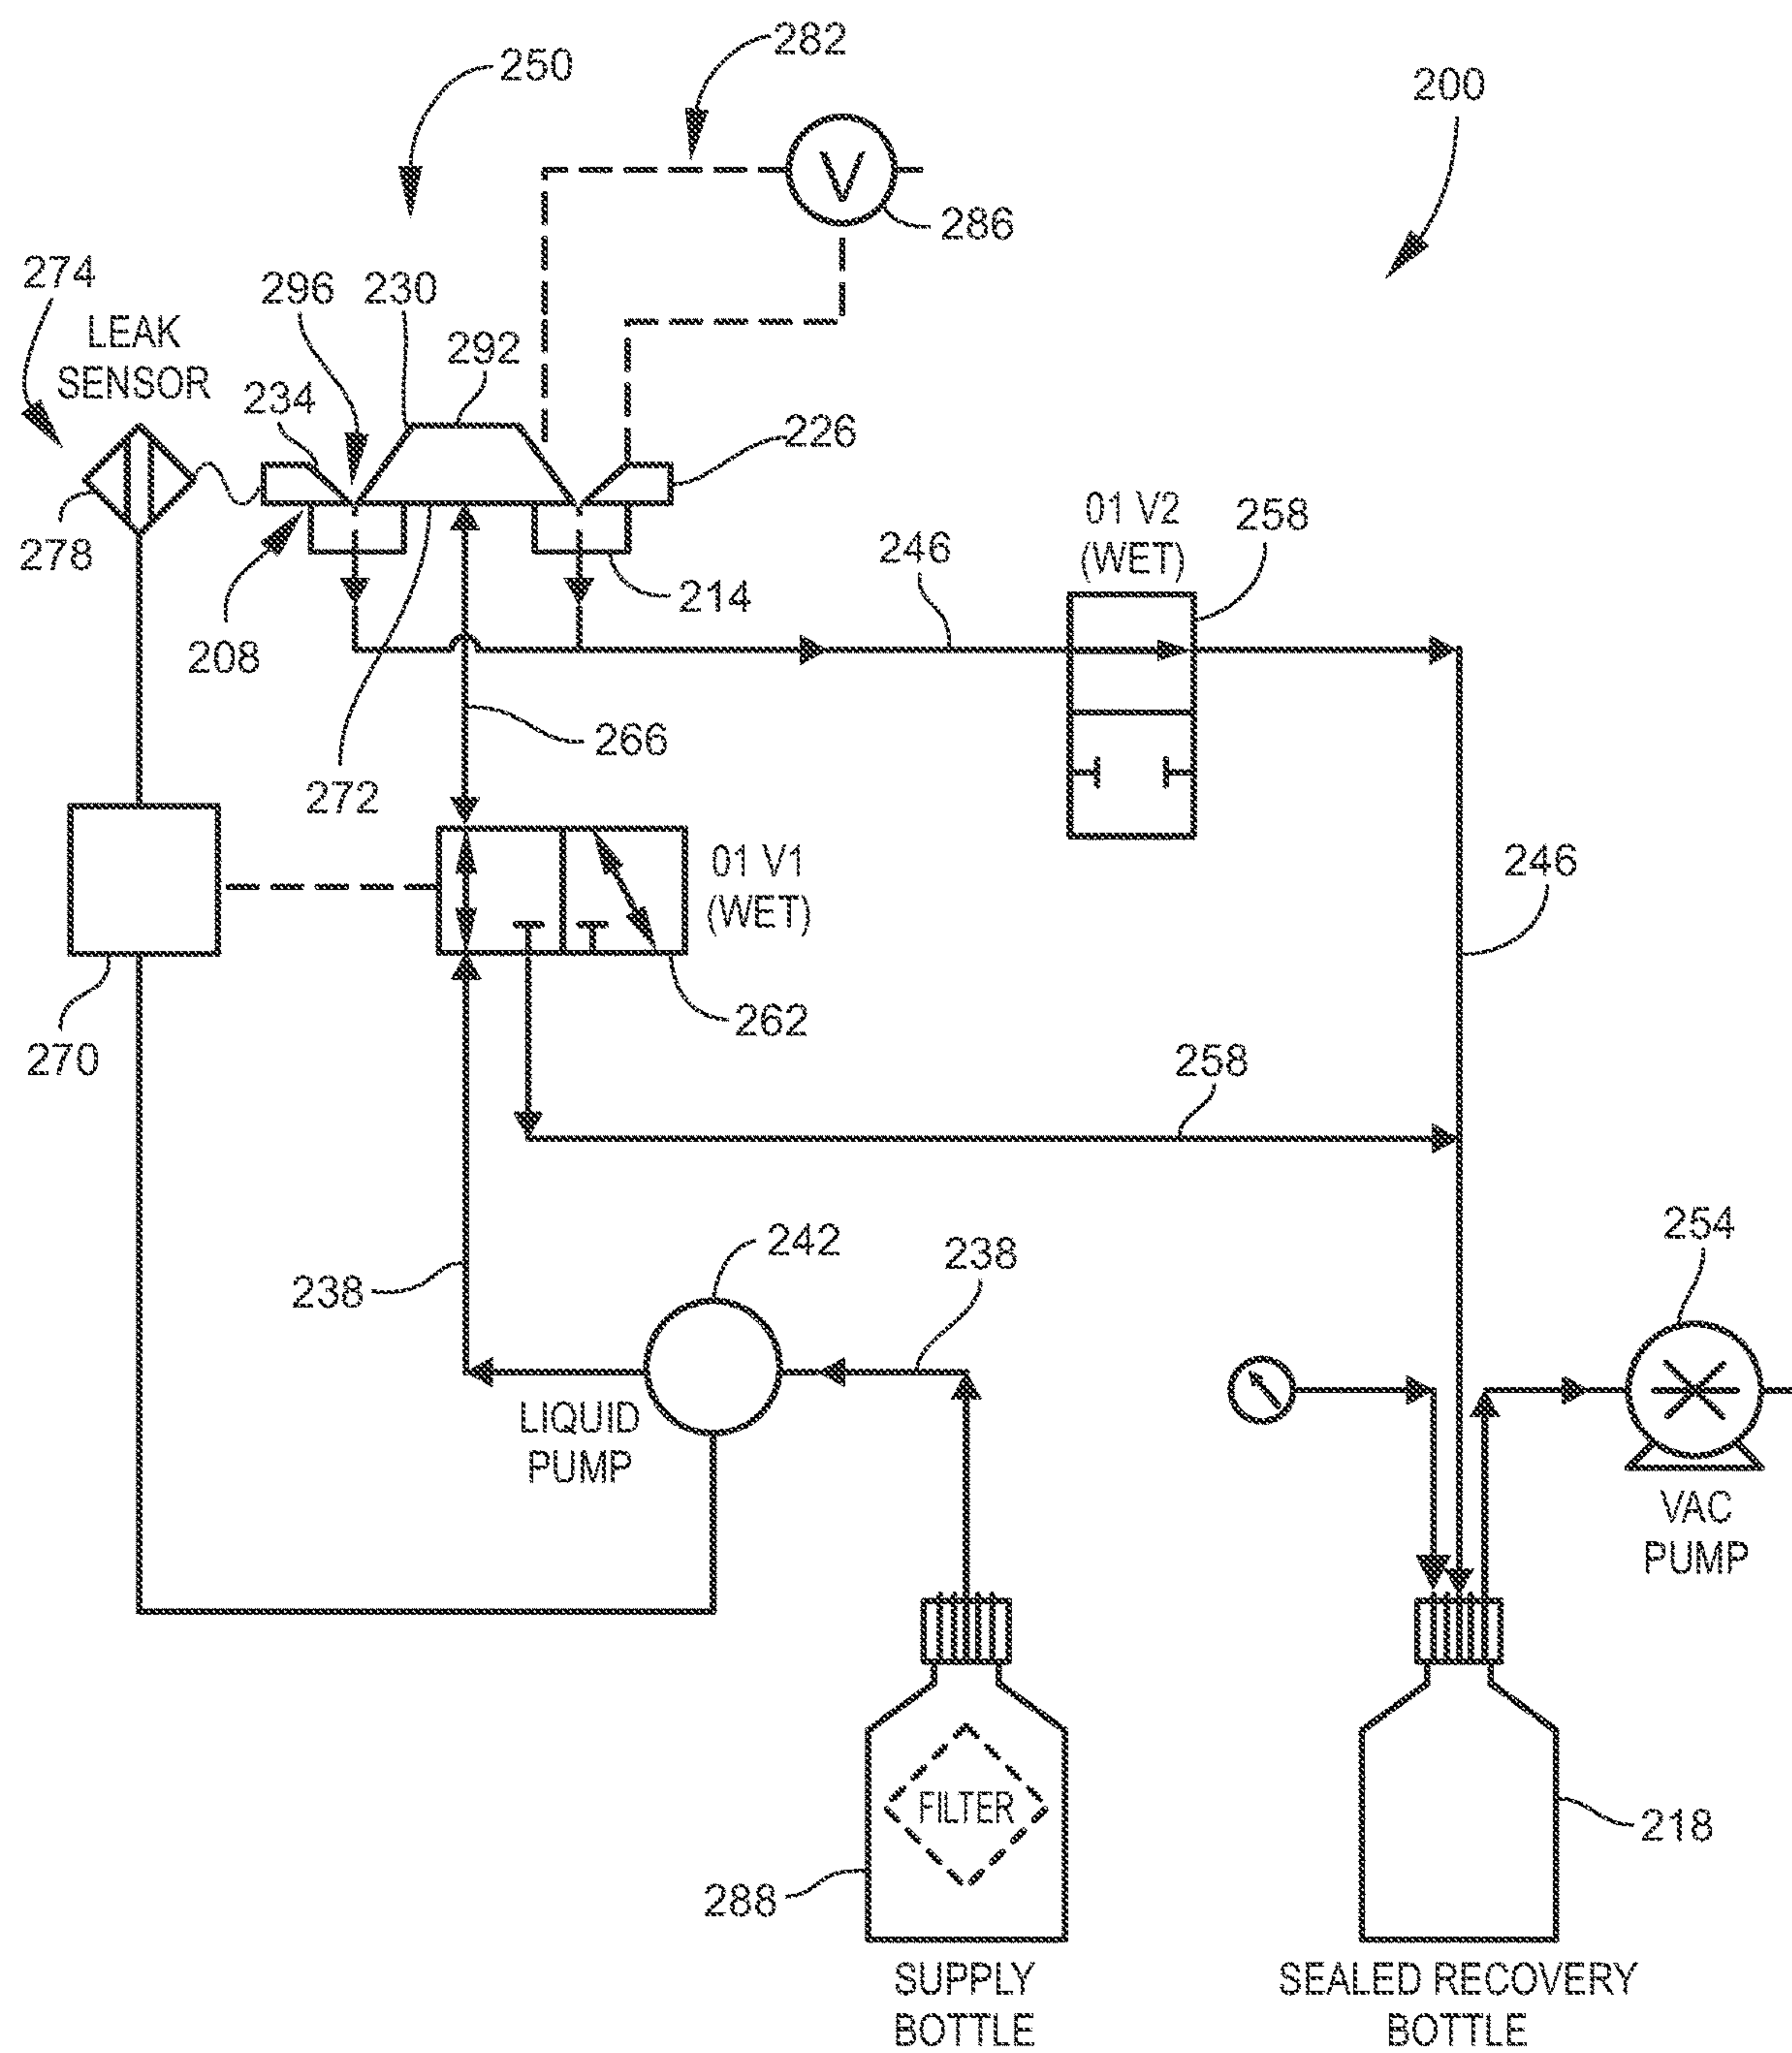 282
250
200
V
286
274
296
230
LEAK
SENSOR
292
234
226
01 V2
(WET)
258
278
246
214
208
266
272
01 V1
(WET)
246
262
270
258
242
238
254
238
LIQUID
PUMP
VAC
PUMP
FILTER
218
288
SUPPLY
BOTTLE
SEALED RECOVERY
BOTTLE